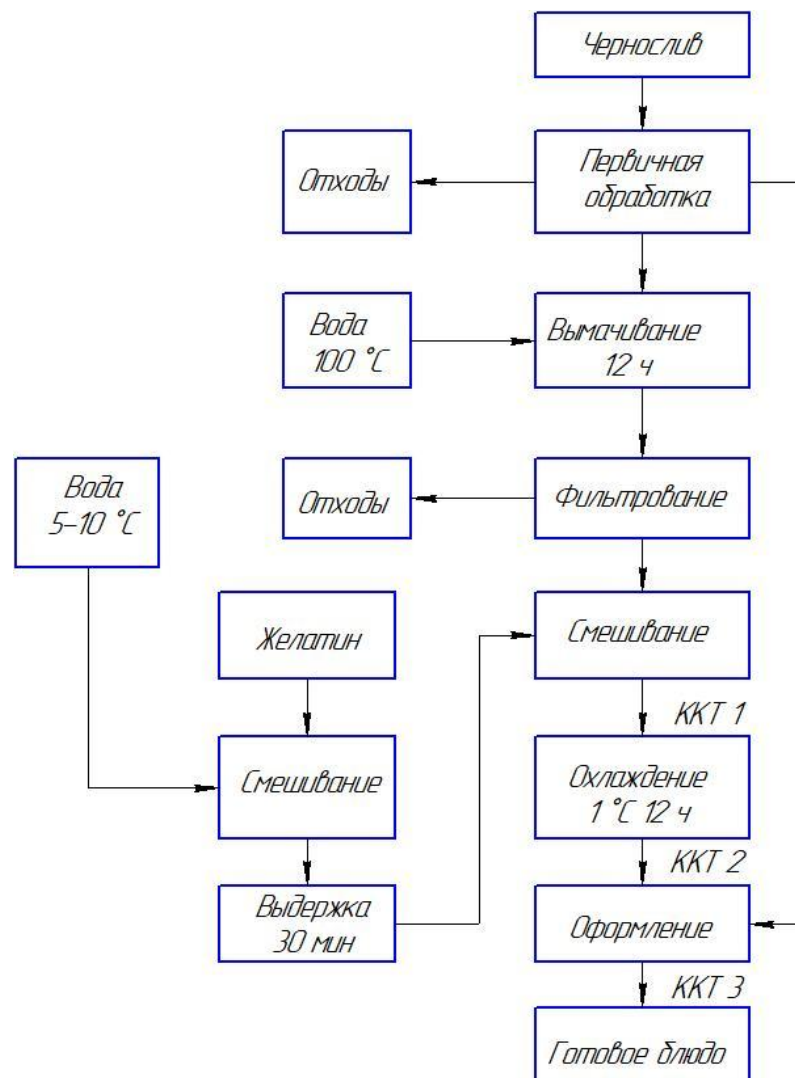 Чернослив
Отходы
Первичная
обработка
Вода
100 °C
Вымачивание
12 ч
Вода
5-10 °C
Отходы
Фильтрование
Желатин
Смешивание
ККТ 1
Смешивание
Охлаждение
1 °C 12 ч
ККТ 2
Выдержка
30 мин
Оформление
ККТ 3
Готовое блюдо